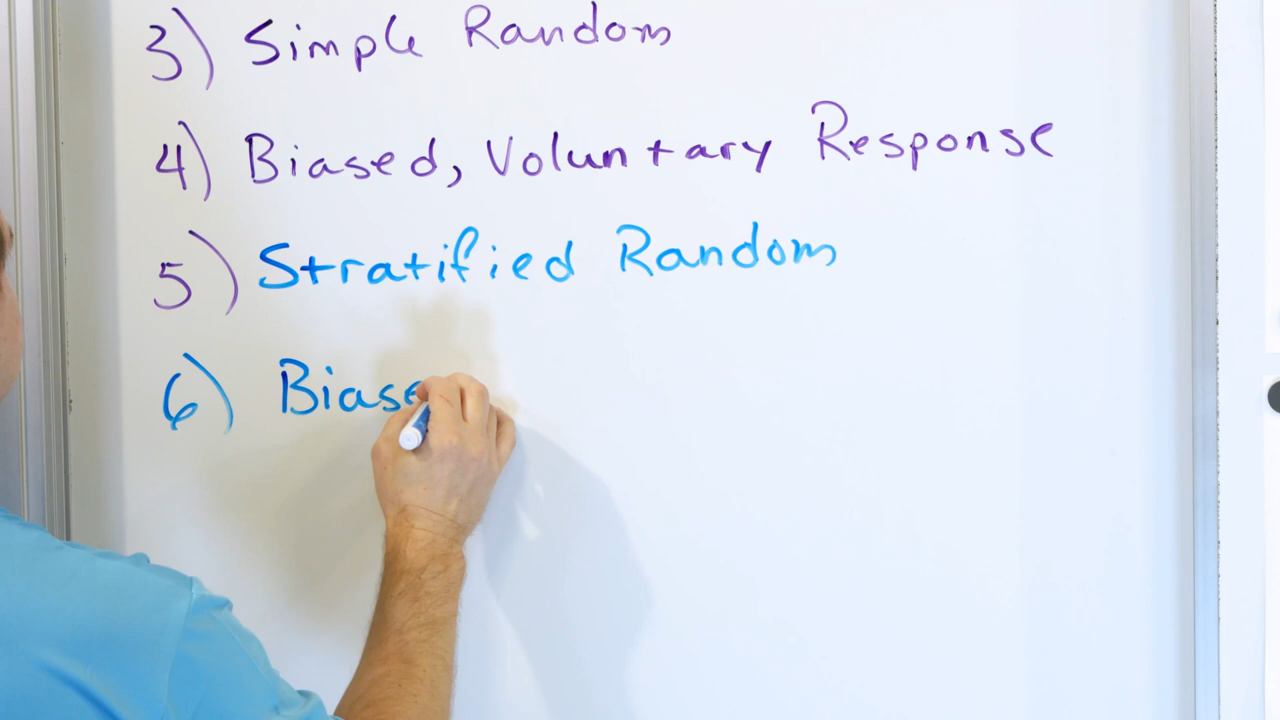 3) Simple Random
4) Biased, Voluntary Response
5) Stratified Random
6) Biase